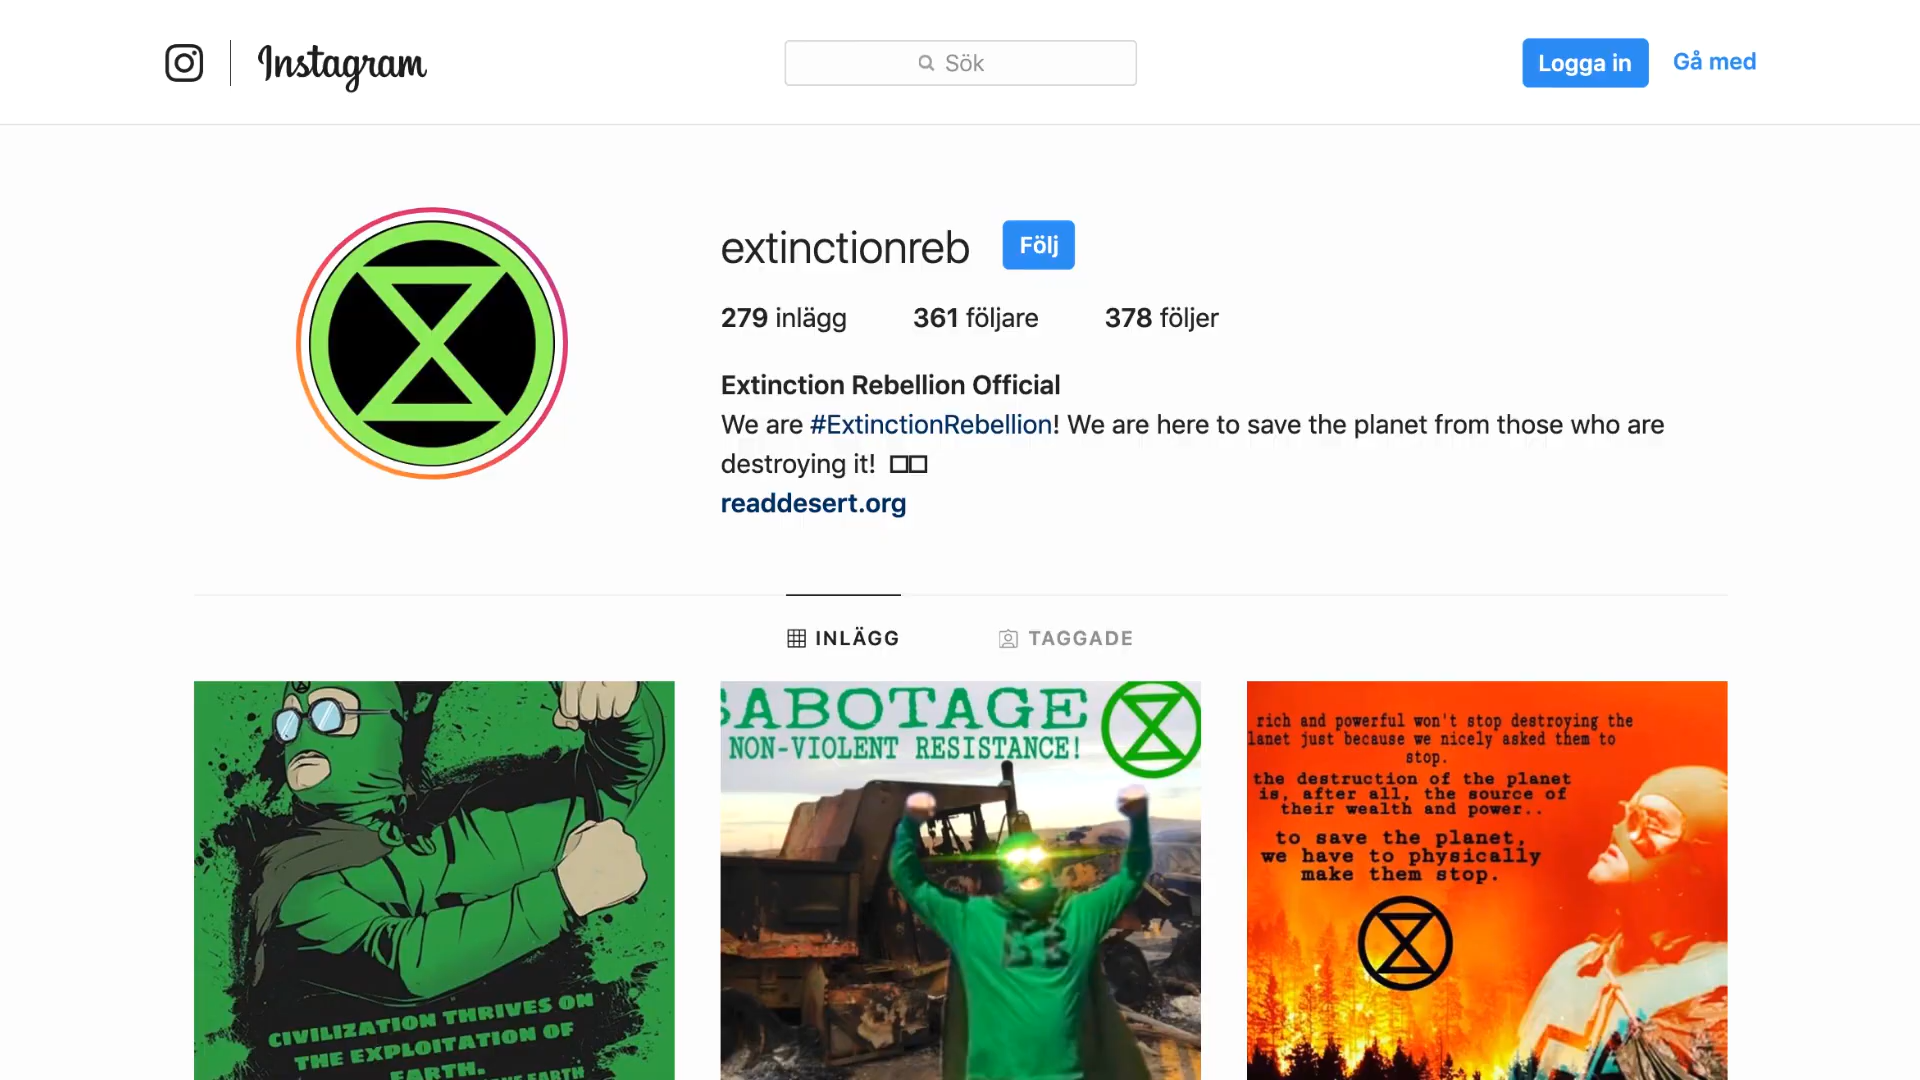 Instagram
Sök
Logga in
Gå med
extinctionreb
Följ
279 inlägg
361 följare
378 följer
Extinction Rebellion Official
We are #ExtinctionRebellion! We are here to save the planet from those who are
destroying it!
readdesert.org
INLÄGG
TAGGADE
CIVILIZATION THRIVES ON
THE EXPLOITATION OF
EARTH.
EARTH
SABOTAGE
NON-VIOLENT RESISTANCE!
rich and powerful won't stop destroying the
lanet just because we nicely asked them to
stop.
the destruction of the planet
is, after all, the source of
their wealth and power..
to save the planet,
we have to physically
make them stop.